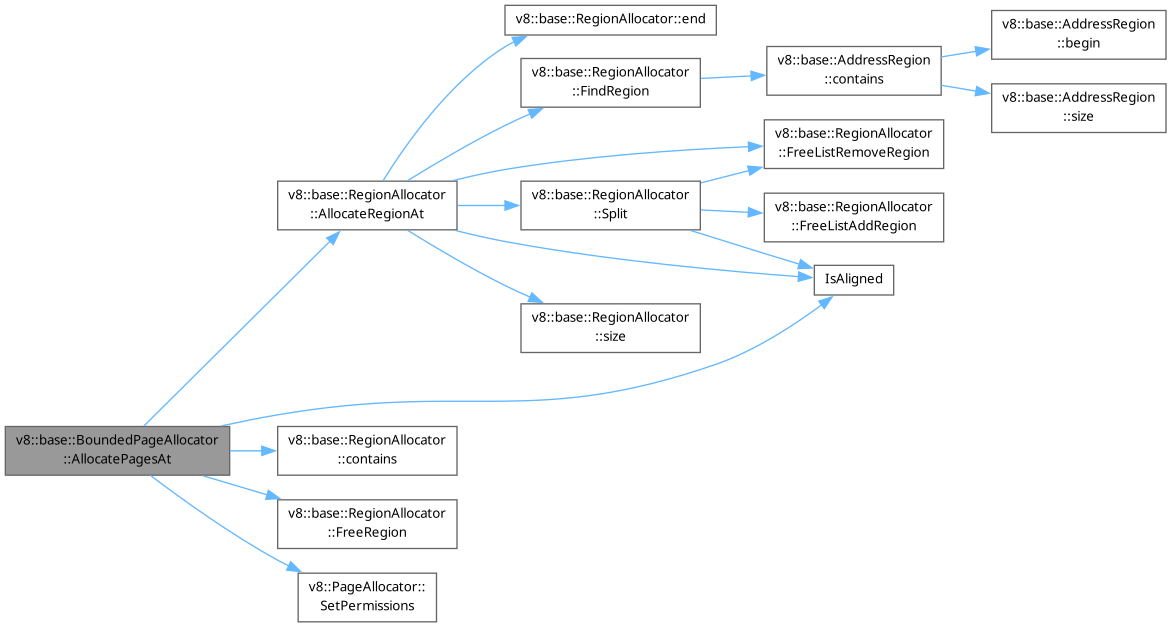 v8::base::RegionAllocator::end
v8::base::AddressRegion
::begin
v8::base::RegionAllocator
::FindRegion
v8::base::AddressRegion
::contains
v8::base::AddressRegion
::size
v8::base::RegionAllocator
::FreeListRemoveRegion
v8::base::RegionAllocator
::AllocateRegionAt
v8::base::RegionAllocator
::Split
v8::base::RegionAllocator
::FreeListAddRegion
IsAligned
v8::base::RegionAllocator
::size
v8::base::BoundedPageAllocator
::AllocatePagesAt
v8::base::RegionAllocator
::contains
v8::base::RegionAllocator
::FreeRegion
v8::PageAllocator::
SetPermissions